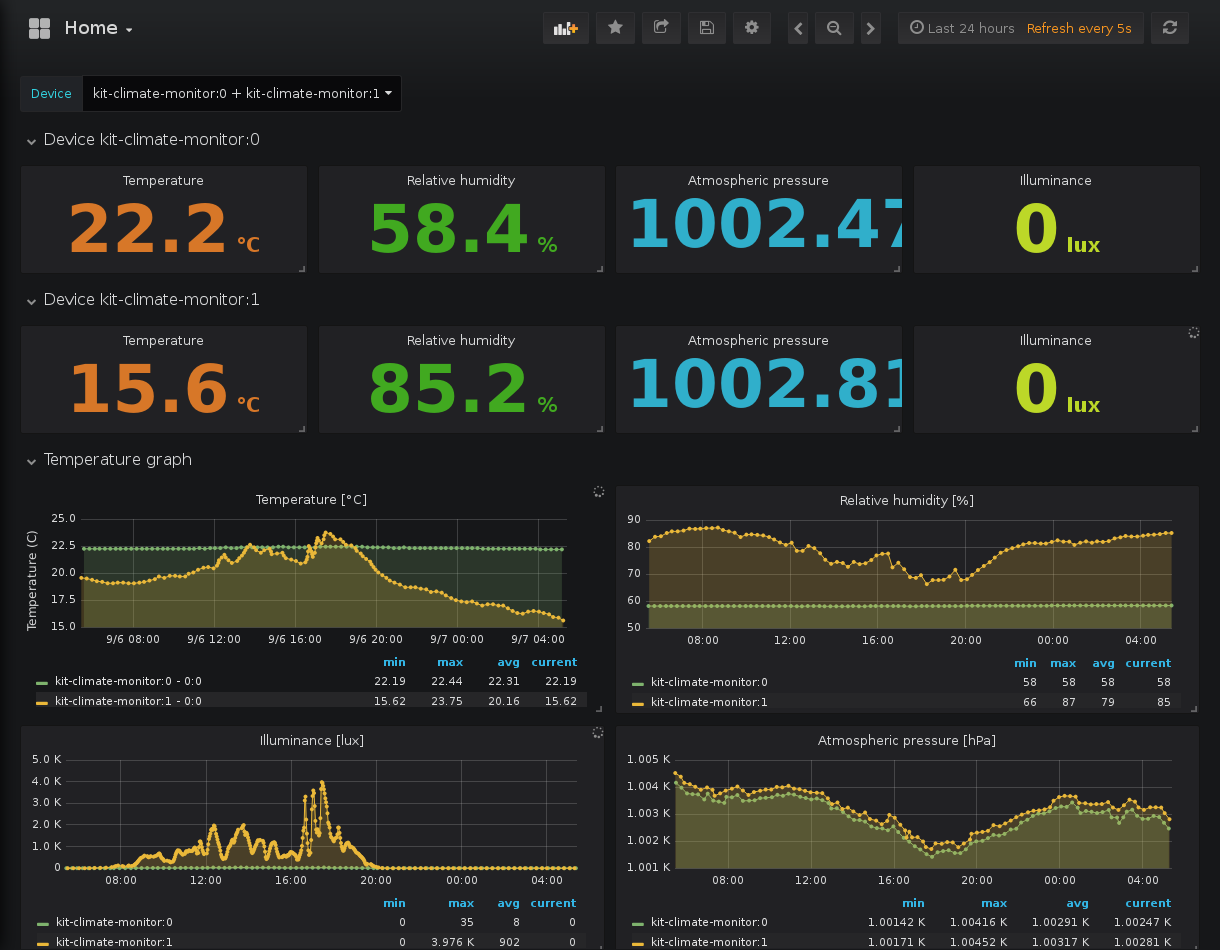 Home
Last 24 hours Refresh every 5s
Device kit-climate-monitor:0 + kit-climate-monitor:1
Device kit-climate-monitor:0
Temperature Relative humidity Atmospheric pressure Illuminance
22.2 °C 58.4 % 1002.47 0 lux
Device kit-climate-monitor:1
Temperature Relative humidity Atmospheric pressure Illuminance
15.6 °C 85.2 % 1002.81 0 lux
Temperature graph
Temperature [°C]
Temperature (C)
25.0
22.5
20.0
17.5
15.0
9/6 08:00 9/6 12:00 9/6 16:00 9/6 20:00 9/7 00:00 9/7 04:00
min max avg current
kit-climate-monitor:0 - 0:0 22.19 22.44 22.31 22.19
kit-climate-monitor:1 - 0:0 15.62 23.75 20.16 15.62
Relative humidity [%]
90
80
70
60
50
08:00 12:00 16:00 20:00 00:00 04:00
min max avg current
kit-climate-monitor:0 58 58 58 58
kit-climate-monitor:1 66 87 79 85
Illuminance [lux]
5.0 K
4.0 K
3.0 K
2.0 K
1.0 K
0
08:00 12:00 16:00 20:00 00:00 04:00
min max avg current
kit-climate-monitor:0 0 35 8 0
kit-climate-monitor:1 0 3.976 K 902 0
Atmospheric pressure [hPa]
1.005 K
1.004 K
1.003 K
1.002 K
1.001 K
08:00 12:00 16:00 20:00 00:00 04:00
min max avg current
kit-climate-monitor:0 1.00142 K 1.00416 K 1.00291 K 1.00247 K
kit-climate-monitor:1 1.00171 K 1.00452 K 1.00317 K 1.00281 K